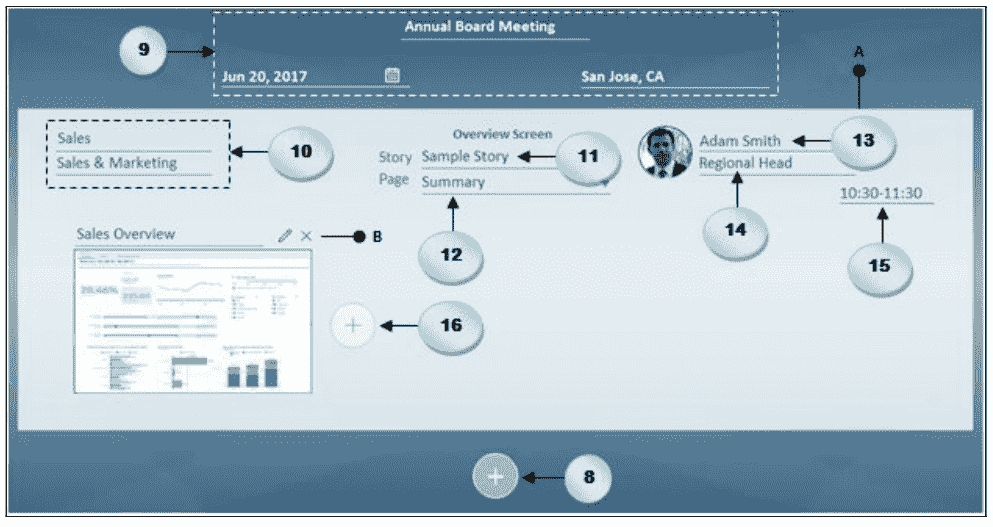 Annual Board Meeting
9
Jun 20, 2017
San Jose, CA
A
Sales
Sales & Marketing
10
Overview Screen
Story Sample Story
Page Summary
11
12
Adam Smith
Regional Head
13
14
10:30-11:30
15
Sales Overview
B
16
8